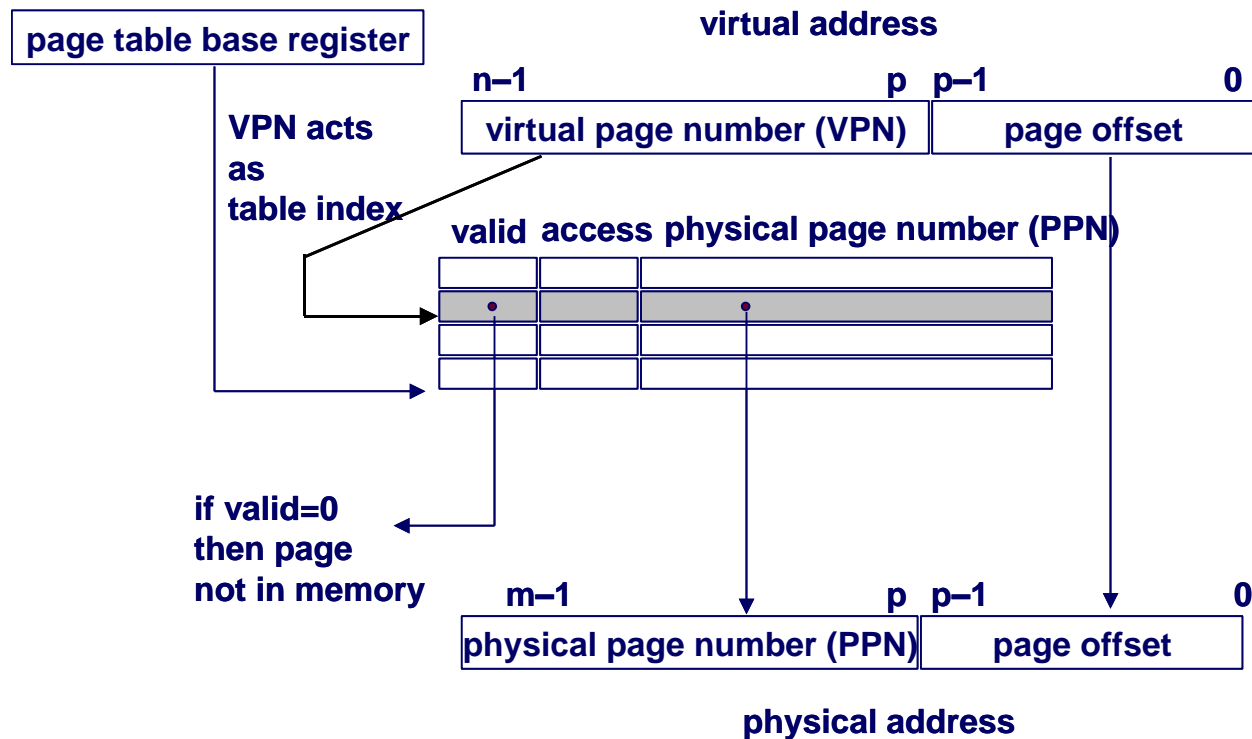 page table base register
virtual address
n–1 p p–1 0
VPN acts
as
table index
virtual page number (VPN) page offset
valid access physical page number (PPN)
if valid=0
then page
not in memory
m–1 p p–1 0
physical page number (PPN) page offset
physical address